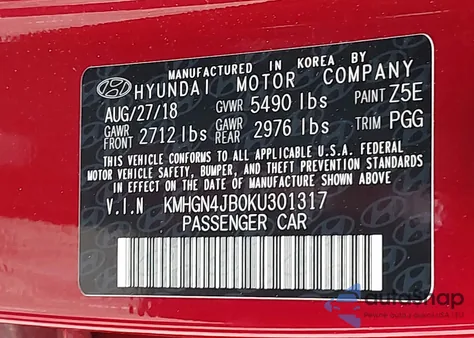 MANUFACTURED IN KOREA BY
HYUNDAI MOTOR COMPANY
AUG/27/18 GVWR 5490 lbs PAINT Z5E
GAWR FRONT 2712 lbs GAWR REAR 2976 lbs TRIM PGG
THIS VEHICLE CONFORMS TO ALL APPLICABLE U.S.A. FEDERAL
MOTOR VEHICLE SAFETY, BUMPER, AND THEFT PREVENTION STANDARDS
IN EFFECT ON THE DATE OF MANUFACTURE SHOWN ABOVE
V.I.N KMHGN4JB0KU301317
PASSENGER CAR
autoSnap